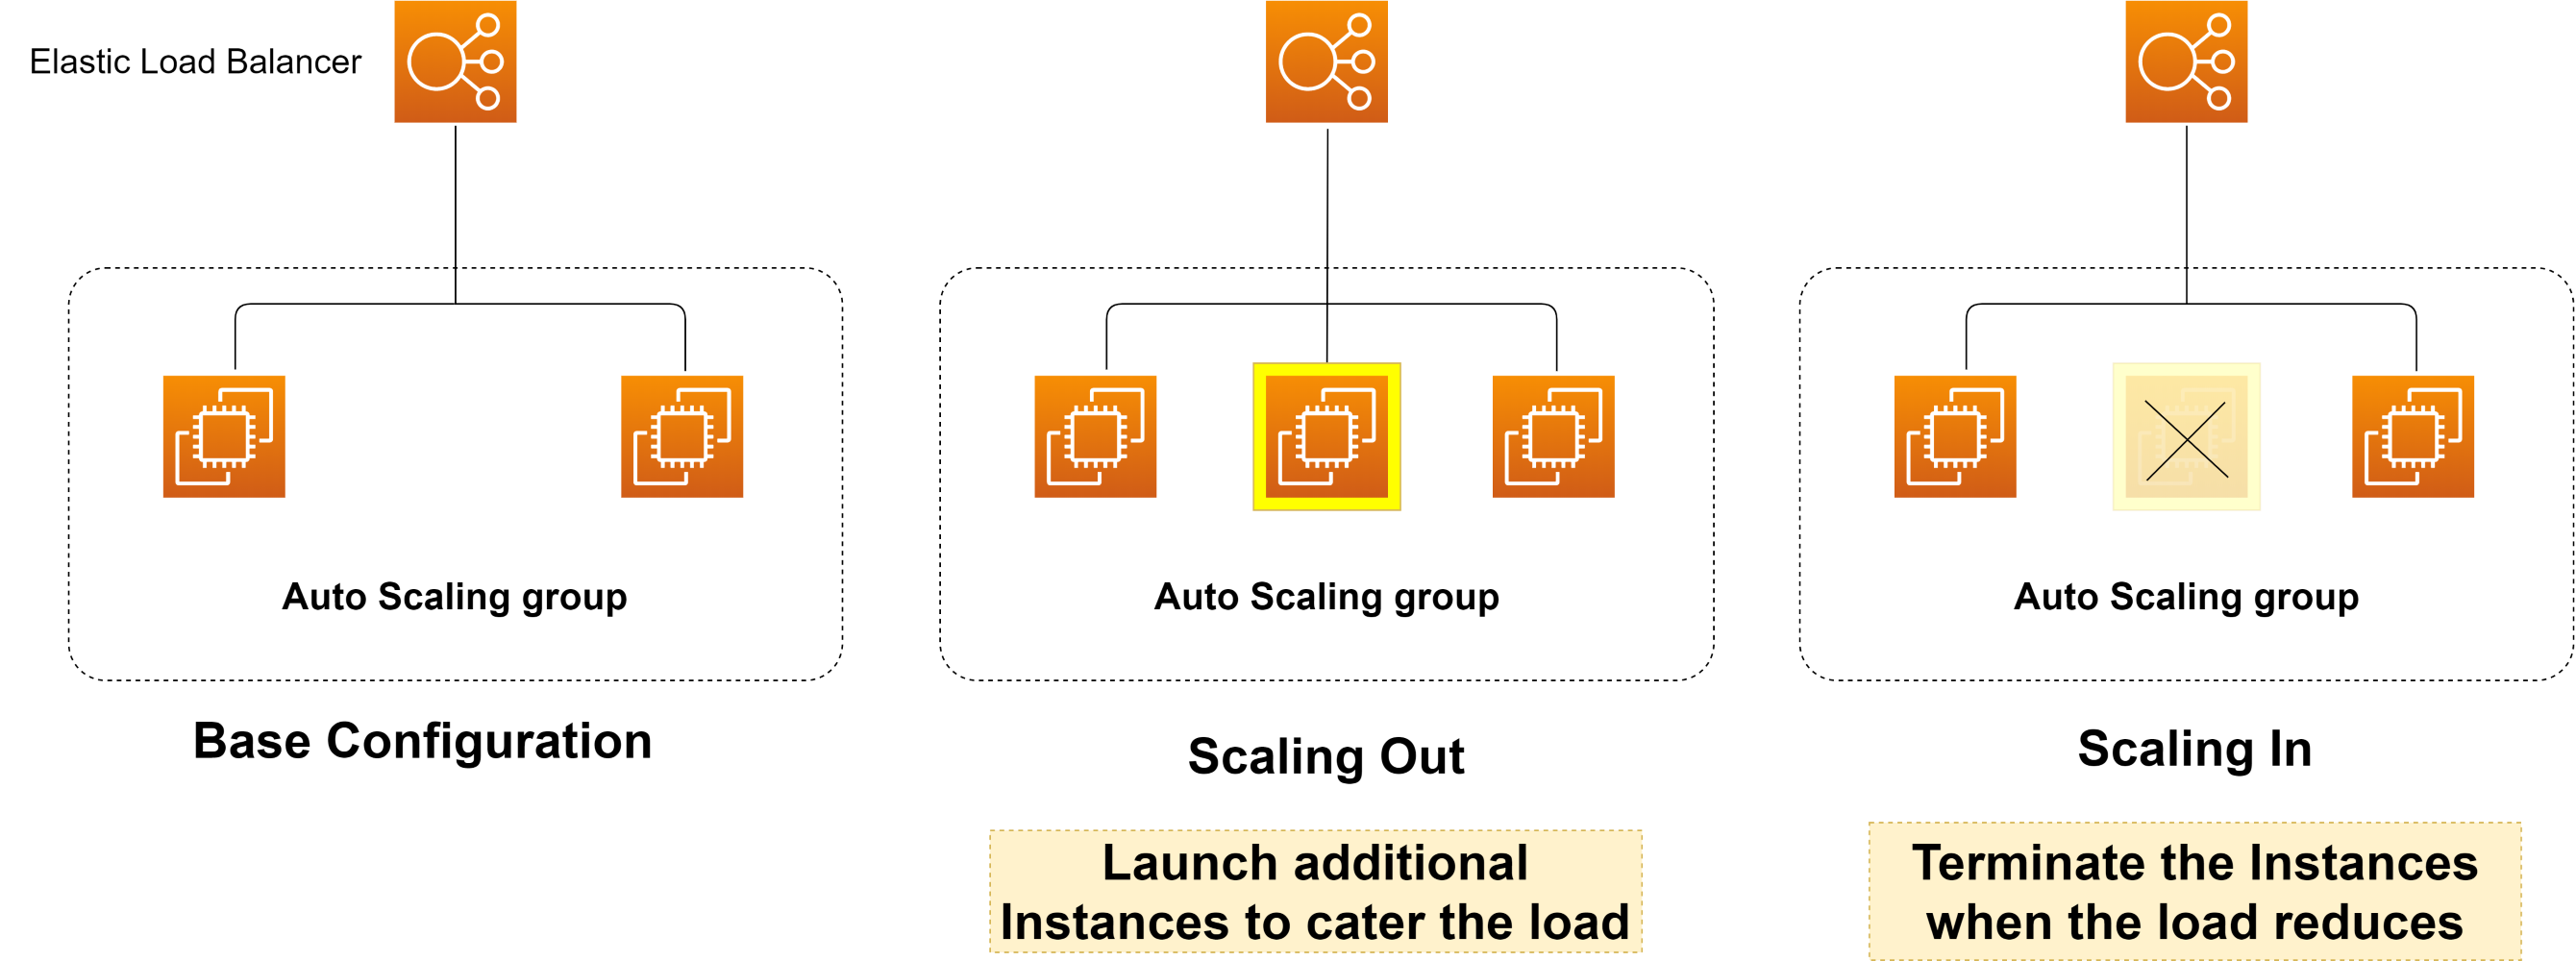 Elastic Load Balancer
Auto Scaling group
Auto Scaling group
Auto Scaling group
Base Configuration
Scaling Out
Scaling In
Launch additional
Instances to cater the load
Terminate the Instances
when the load reduces